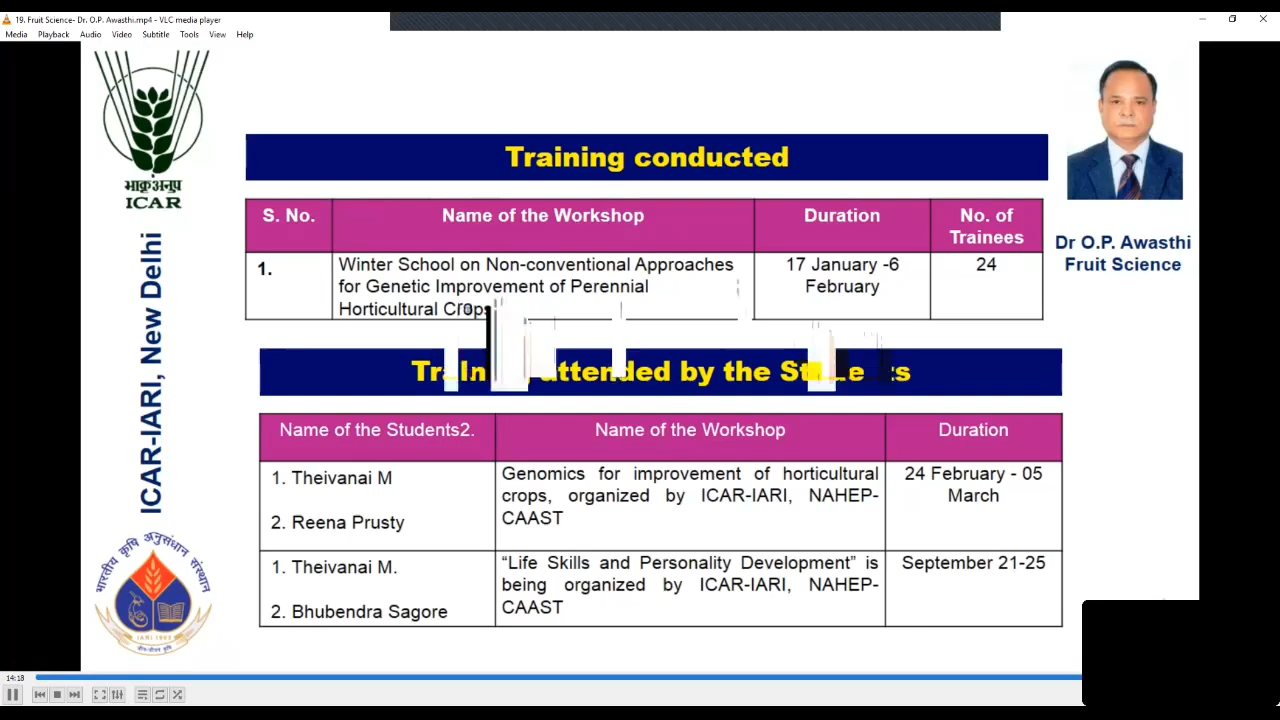 19. Fruit Science- Dr. O.P. Awasthi.mp4 - VLC media player
Media Playback Audio Video Subtitle Tools View Help
भाकृअनुप
ICAR
ICAR-IARI, New Delhi
भारतीय कृषि अनुसंधान संस्थान
IARI 1905
Training conducted
S. No. Name of the Workshop Duration No. of
Trainees
1. Winter School on Non-conventional Approaches 17 January -6 24
for Genetic Improvement of Perennial February
Horticultural Crops
Dr O.P. Awasthi
Fruit Science
attended by the
Name of the Students2. Name of the Workshop Duration
1. Theivanai M Genomics for improvement of horticultural 24 February - 05
crops, organized by ICAR-IARI, NAHEP- March
2. Reena Prusty CAAST
1. Theivanai M. “Life Skills and Personality Development” is September 21-25
being organized by ICAR-IARI, NAHEP-
2. Bhubendra Sagore CAAST
14:18